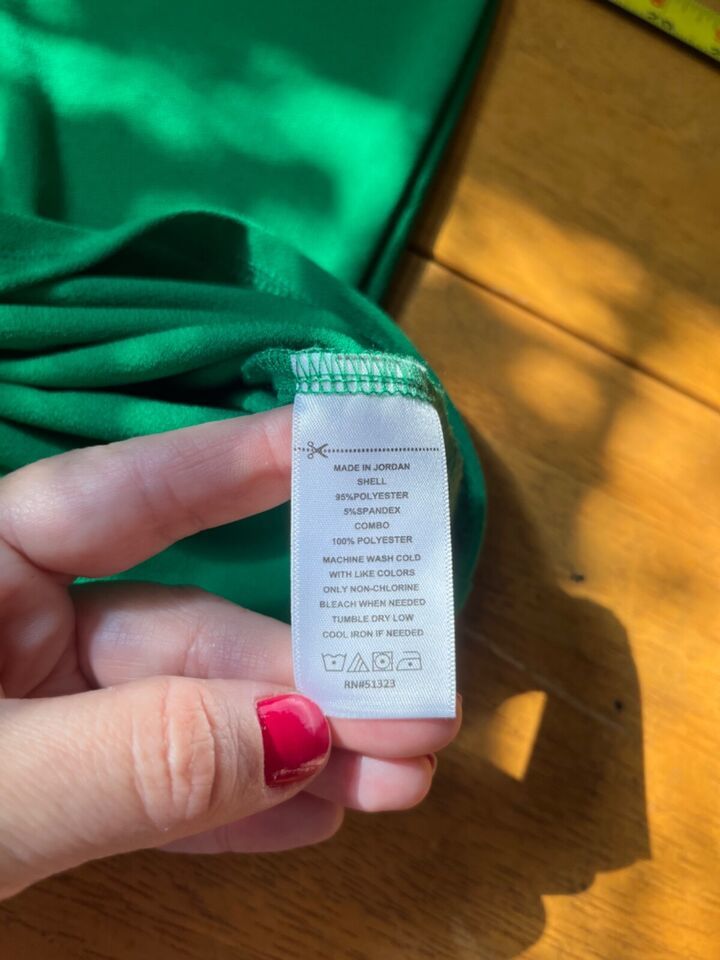 MADE IN JORDAN
SHELL
95%POLYESTER
5%SPANDEX
COMBO
100% POLYESTER
MACHINE WASH COLD
WITH LIKE COLORS
ONLY NON-CHLORINE
BLEACH WHEN NEEDED
TUMBLE DRY LOW
COOL IRON IF NEEDED
RN#51323